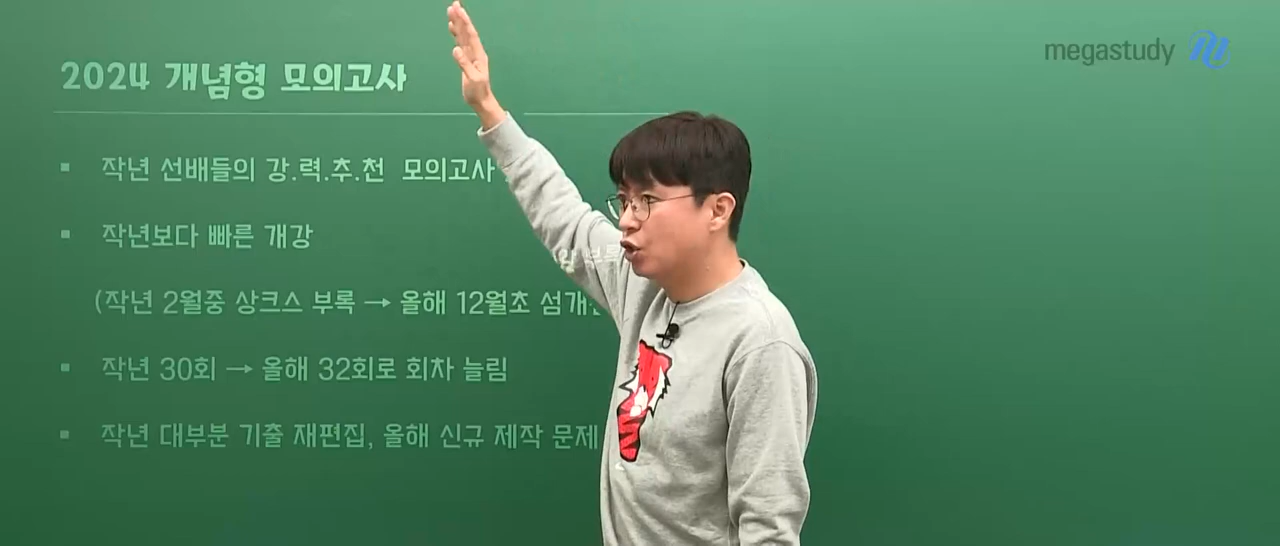 megastudy
2024 개념형 모의고사
▪ 작년 선배들의 강.력.추.천 모의고사
▪ 작년보다 빠른 개강
(작년 2월중 상크스 부록 → 올해 12월초 섬개
▪ 작년 30회 → 올해 32회로 회차 늘림
▪ 작년 대부분 기출 재편집, 올해 신규 제작 문제